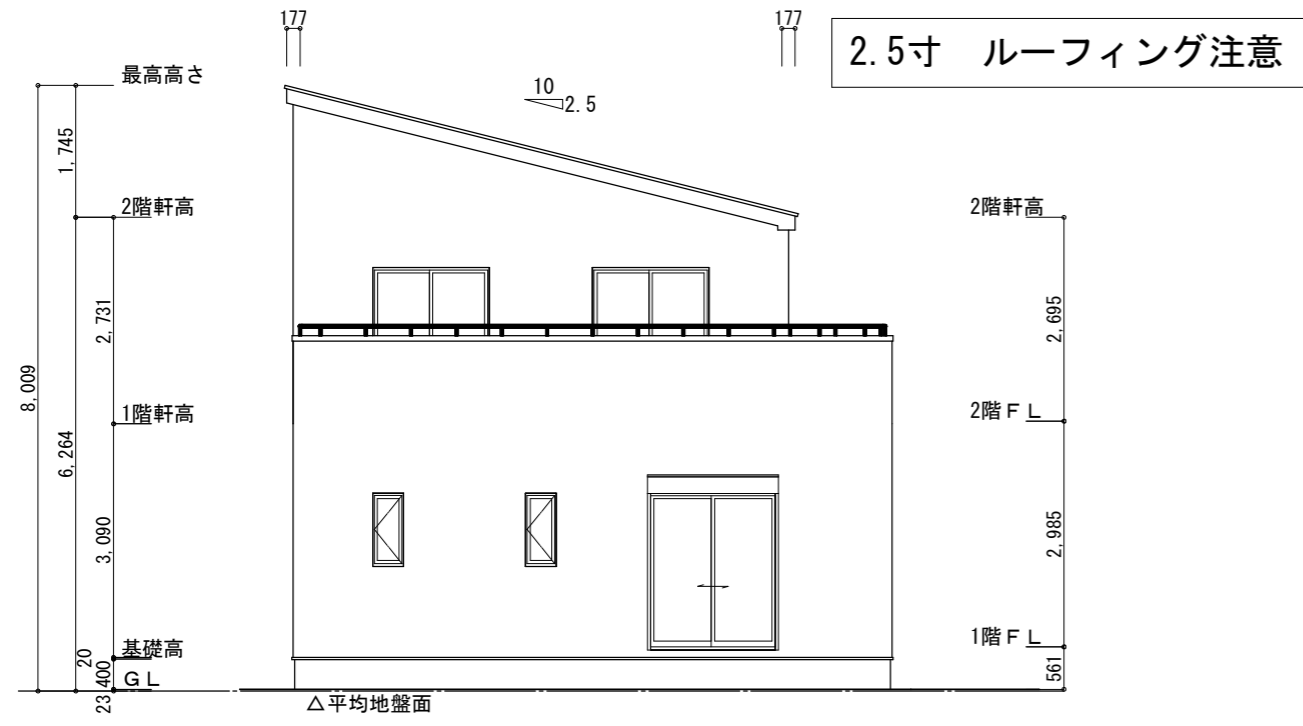 177
177
2.5寸　ルーフィング注意
最高高さ
10
2.5
1,745
2階軒高
2階軒高
2,731
2,695
8,009
1階軒高
2階ＦＬ
6,264
3,090
2,985
基礎高
1階ＦＬ
20
400
561
ＧＬ
23
△平均地盤面